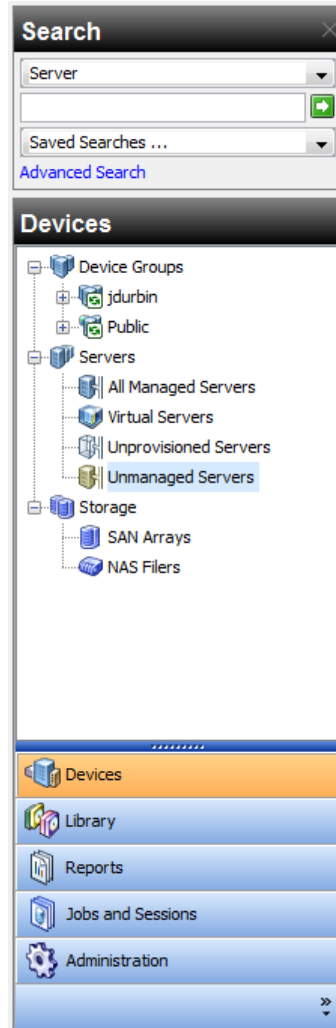 Search
Server
Saved Searches ...
Advanced Search
Devices
Device Groups
jdurbin
Public
Servers
All Managed Servers
Virtual Servers
Unprovisioned Servers
Unmanaged Servers
Storage
SAN Arrays
NAS Filers
Devices
Library
Reports
Jobs and Sessions
Administration